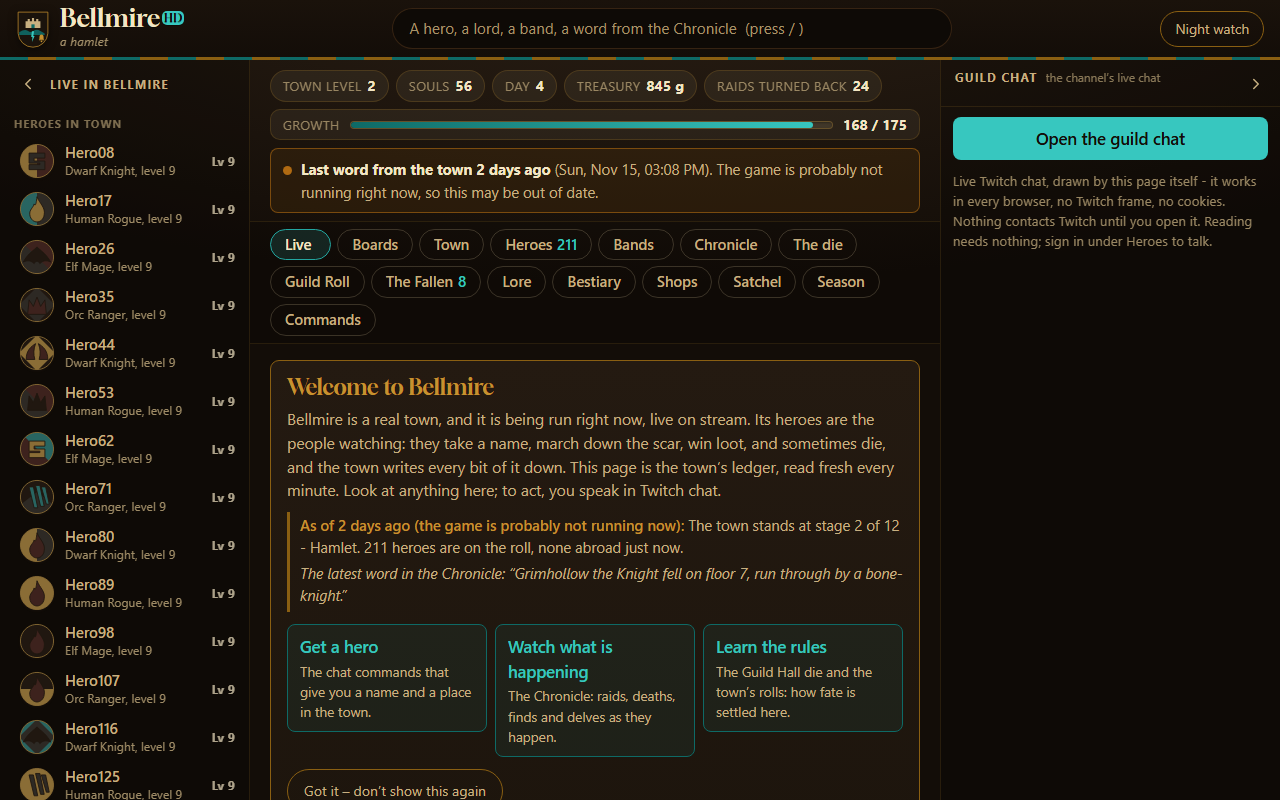 Bellmire HD
a hamlet
A hero, a lord, a band, a word from the Chronicle (press / )
Night watch
LIVE IN BELLMIRE
HEROES IN TOWN
Hero08
Dwarf Knight, level 9
Lv 9
Hero17
Human Rogue, level 9
Lv 9
Hero26
Elf Mage, level 9
Lv 9
Hero35
Orc Ranger, level 9
Lv 9
Hero44
Dwarf Knight, level 9
Lv 9
Hero53
Human Rogue, level 9
Lv 9
Hero62
Elf Mage, level 9
Lv 9
Hero71
Orc Ranger, level 9
Lv 9
Hero80
Dwarf Knight, level 9
Lv 9
Hero89
Human Rogue, level 9
Lv 9
Hero98
Elf Mage, level 9
Lv 9
Hero107
Orc Ranger, level 9
Lv 9
Hero116
Dwarf Knight, level 9
Lv 9
Hero125
Human Rogue, level 9
Lv 9
TOWN LEVEL 2
SOULS 56
DAY 4
TREASURY 845 g
RAIDS TURNED BACK 24
GROWTH 168 / 175
Last word from the town 2 days ago (Sun, Nov 15, 03:08 PM). The game is probably not
running right now, so this may be out of date.
Live
Boards
Town
Heroes 211
Bands
Chronicle
The die
Guild Roll
The Fallen 8
Lore
Bestiary
Shops
Satchel
Season
Commands
Welcome to Bellmire
Bellmire is a real town, and it is being run right now, live on stream. Its heroes are the
people watching: they take a name, march down the scar, win loot, and sometimes die,
and the town writes every bit of it down. This page is the town's ledger, read fresh every
minute. Look at anything here; to act, you speak in Twitch chat.
As of 2 days ago (the game is probably not running now): The town stands at stage 2 of 12
- Hamlet. 211 heroes are on the roll, none abroad just now.
The latest word in the Chronicle: “Grimhollow the Knight fell on floor 7, run through by a bone-
knight.”
Get a hero
The chat commands that
give you a name and a place
in the town.
Watch what is
happening
The Chronicle: raids, deaths,
finds and delves as they
happen.
Learn the rules
The Guild Hall die and the
town's rolls: how fate is
settled here.
Got it – don't show this again
GUILD CHAT the channel's live chat
Open the guild chat
Live Twitch chat, drawn by this page itself - it works
in every browser, no Twitch frame, no cookies.
Nothing contacts Twitch until you open it. Reading
needs nothing; sign in under Heroes to talk.